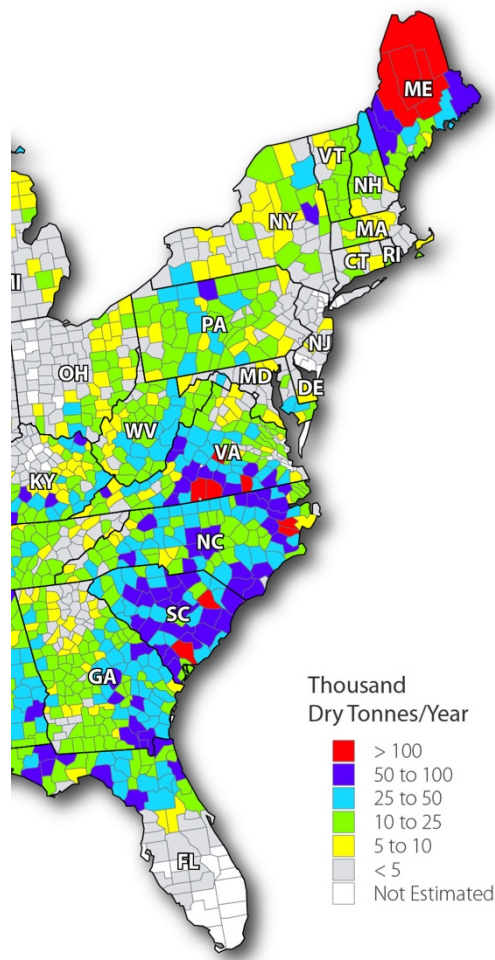 ME
VT
NH
NY
MA
CT
RI
PA
NJ
OH
MD
DE
WV
VA
KY
NC
SC
GA
FL
Thousand
Dry Tonnes/Year
> 100
50 to 100
25 to 50
10 to 25
5 to 10
< 5
Not Estimated